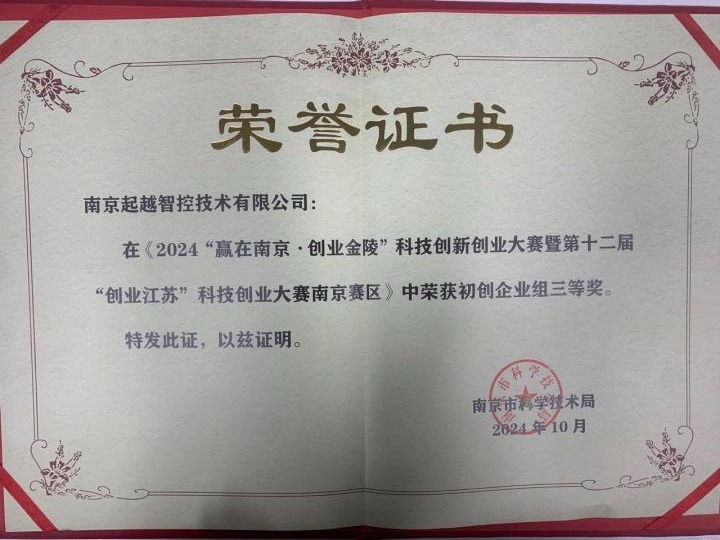 荣誉证书
南京起越智控技术有限公司：
在《2024“赢在南京·创业金陵”科技创新创业大赛暨第十二届
“创业江苏”科技创业大赛南京赛区》中荣获初创企业组三等奖。
特发此证，以兹证明。
南京市科学技术局
2024年10月